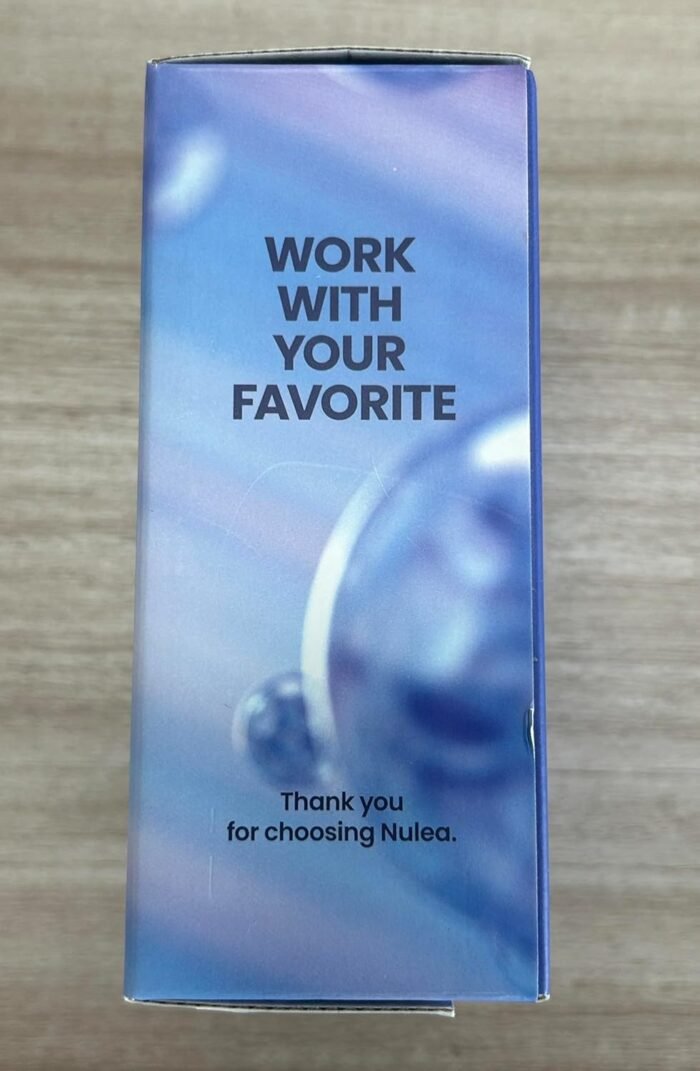 WORK
WITH
YOUR
FAVORITE
Thank you
for choosing Nulea.